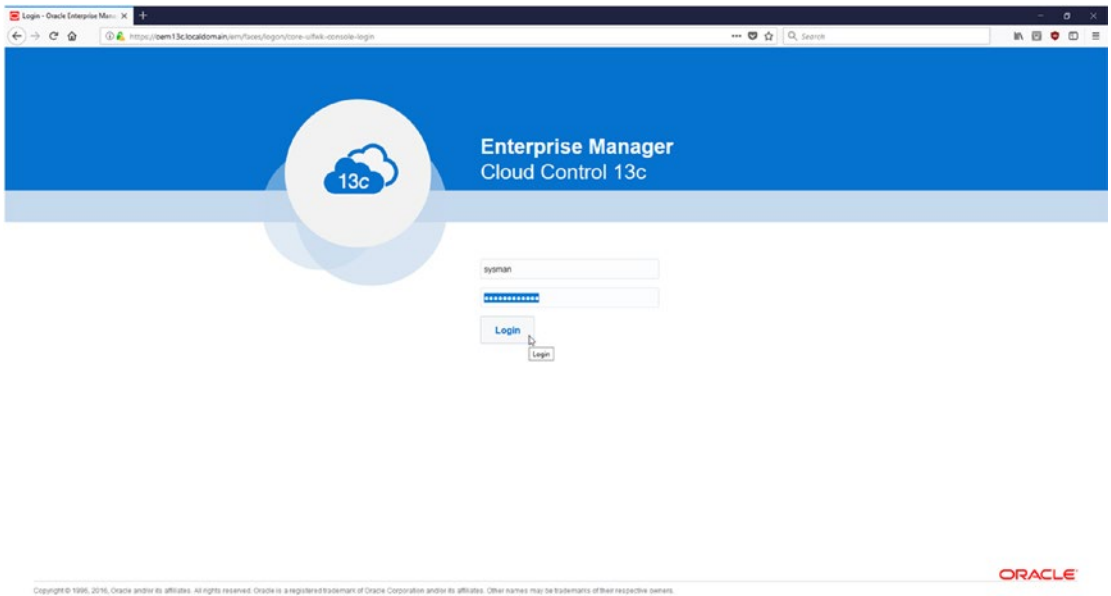 Login - Oracle Enterprise Man
https://oem13c.localdomain/em/faces/logon/core-uifwk-console-login
Search
13c
Enterprise Manager
Cloud Control 13c
sysman
Login
Login
ORACLE
Copyright © 1996, 2016, Oracle and/or its affiliates. All rights reserved. Oracle is a registered trademark of Oracle Corporation and/or its affiliates. Other names may be trademarks of their respective owners.